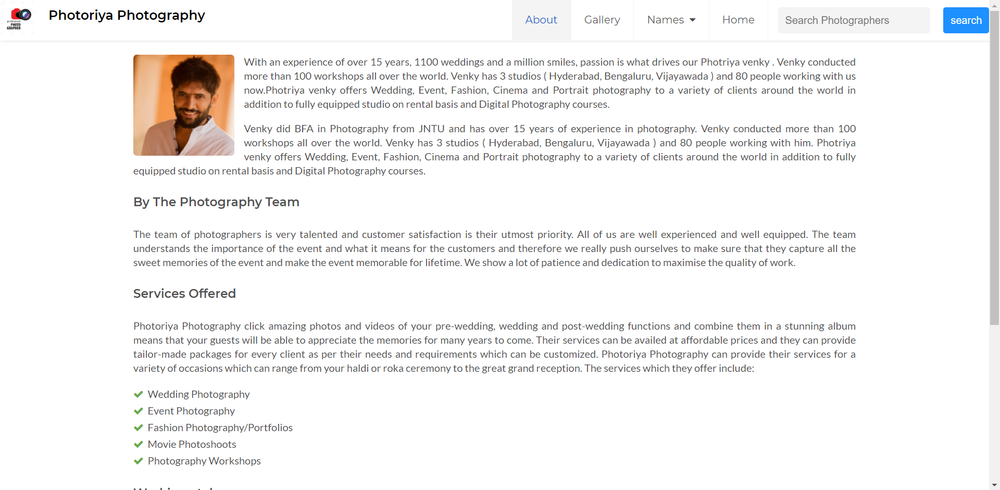 professional
PHOTO
GRAPHER
Photoriya Photography
About
Gallery
Names
Home
Search Photographers
search
With an experience of over 15 years, 1100 weddings and a million smiles, passion is what drives our Photriya venky . Venky conducted
more than 100 workshops all over the world. Venky has 3 studios ( Hyderabad, Bengaluru, Vijayawada ) and 80 people working with us
now.Photriya venky offers Wedding, Event, Fashion, Cinema and Portrait photography to a variety of clients around the world in
addition to fully equipped studio on rental basis and Digital Photography courses.
Venky did BFA in Photography from JNTU and has over 15 years of experience in photography. Venky conducted more than 100
workshops all over the world. Venky has 3 studios ( Hyderabad, Bengaluru, Vijayawada ) and 80 people working with him. Photriya
venky offers Wedding, Event, Fashion, Cinema and Portrait photography to a variety of clients around the world in addition to fully
equipped studio on rental basis and Digital Photography courses.
By The Photography Team
The team of photographers is very talented and customer satisfaction is their utmost priority. All of us are well experienced and well equipped. The team
understands the importance of the event and what it means for the customers and therefore we really push ourselves to make sure that they capture all the
sweet memories of the event and make the event memorable for lifetime. We show a lot of patience and dedication to maximise the quality of work.
Services Offered
Photoriya Photography click amazing photos and videos of your pre-wedding, wedding and post-wedding functions and combine them in a stunning album
means that your guests will be able to appreciate the memories for many years to come. Their services can be availed at affordable prices and they can provide
tailor-made packages for every client as per their needs and requirements which can be customized. Photoriya Photography can provide their services for a
variety of occasions which can range from your haldi or roka ceremony to the great grand reception. The services which they offer include:
Wedding Photography
Event Photography
Fashion Photography/Portfolios
Movie Photoshoots
Photography Workshops